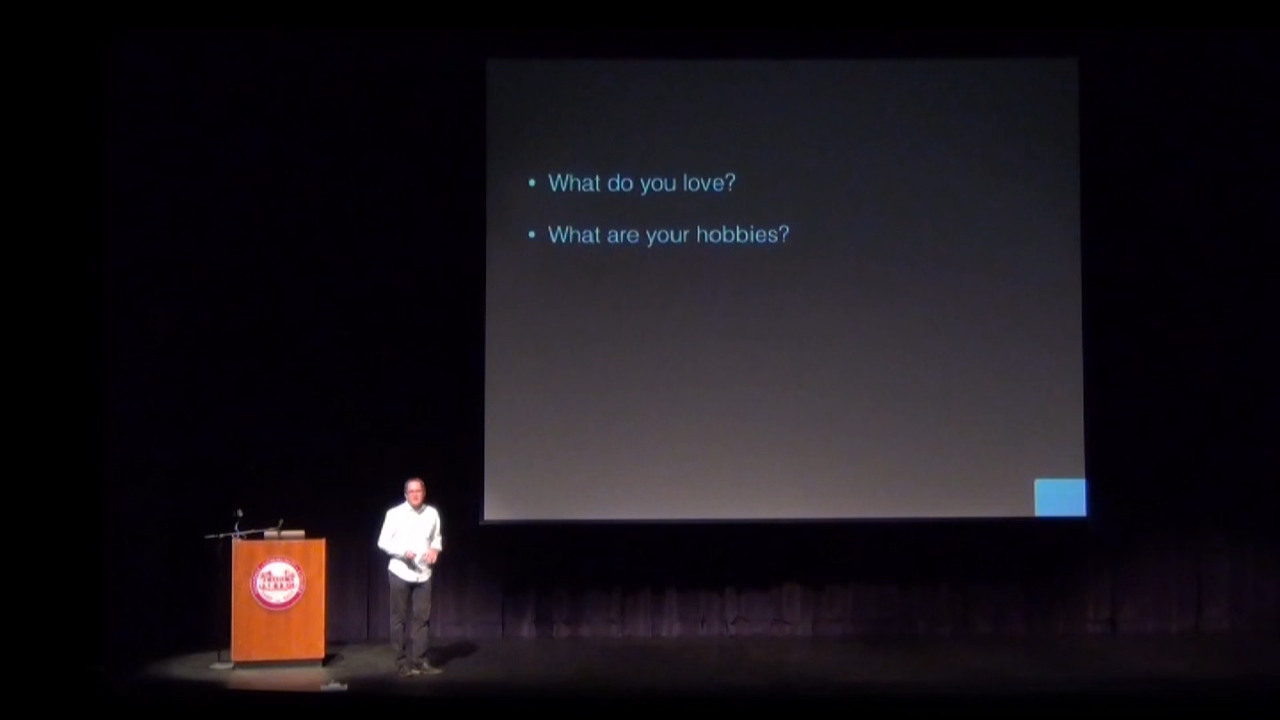 • What do you love?
• What are your hobbies?